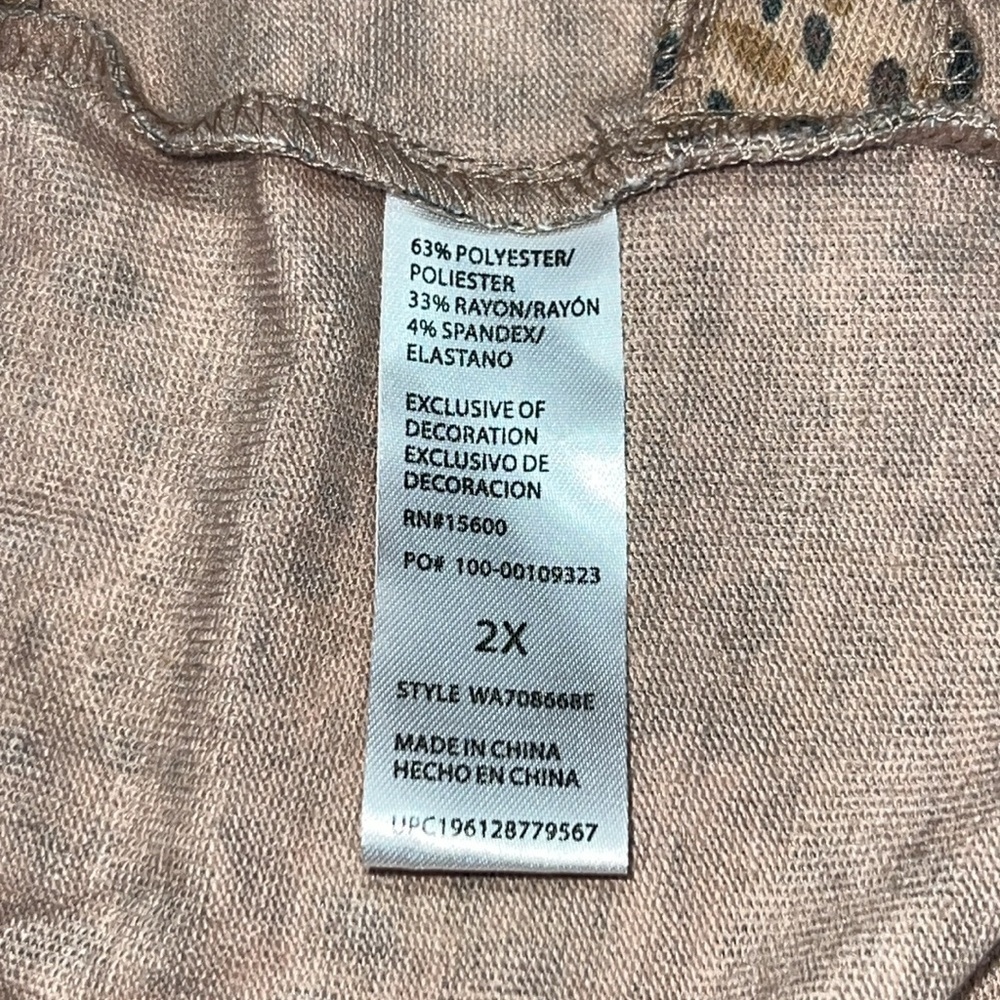 63% POLYESTER/
POLIESTER
33% RAYON/RAYÓN
4% SPANDEX/
ELASTANO
EXCLUSIVE OF
DECORATION
EXCLUSIVO DE
DECORACION
RN#15600
PO# 100-00109323
2X
STYLE WA708668E
MADE IN CHINA
HECHO EN CHINA
UPC196128779567